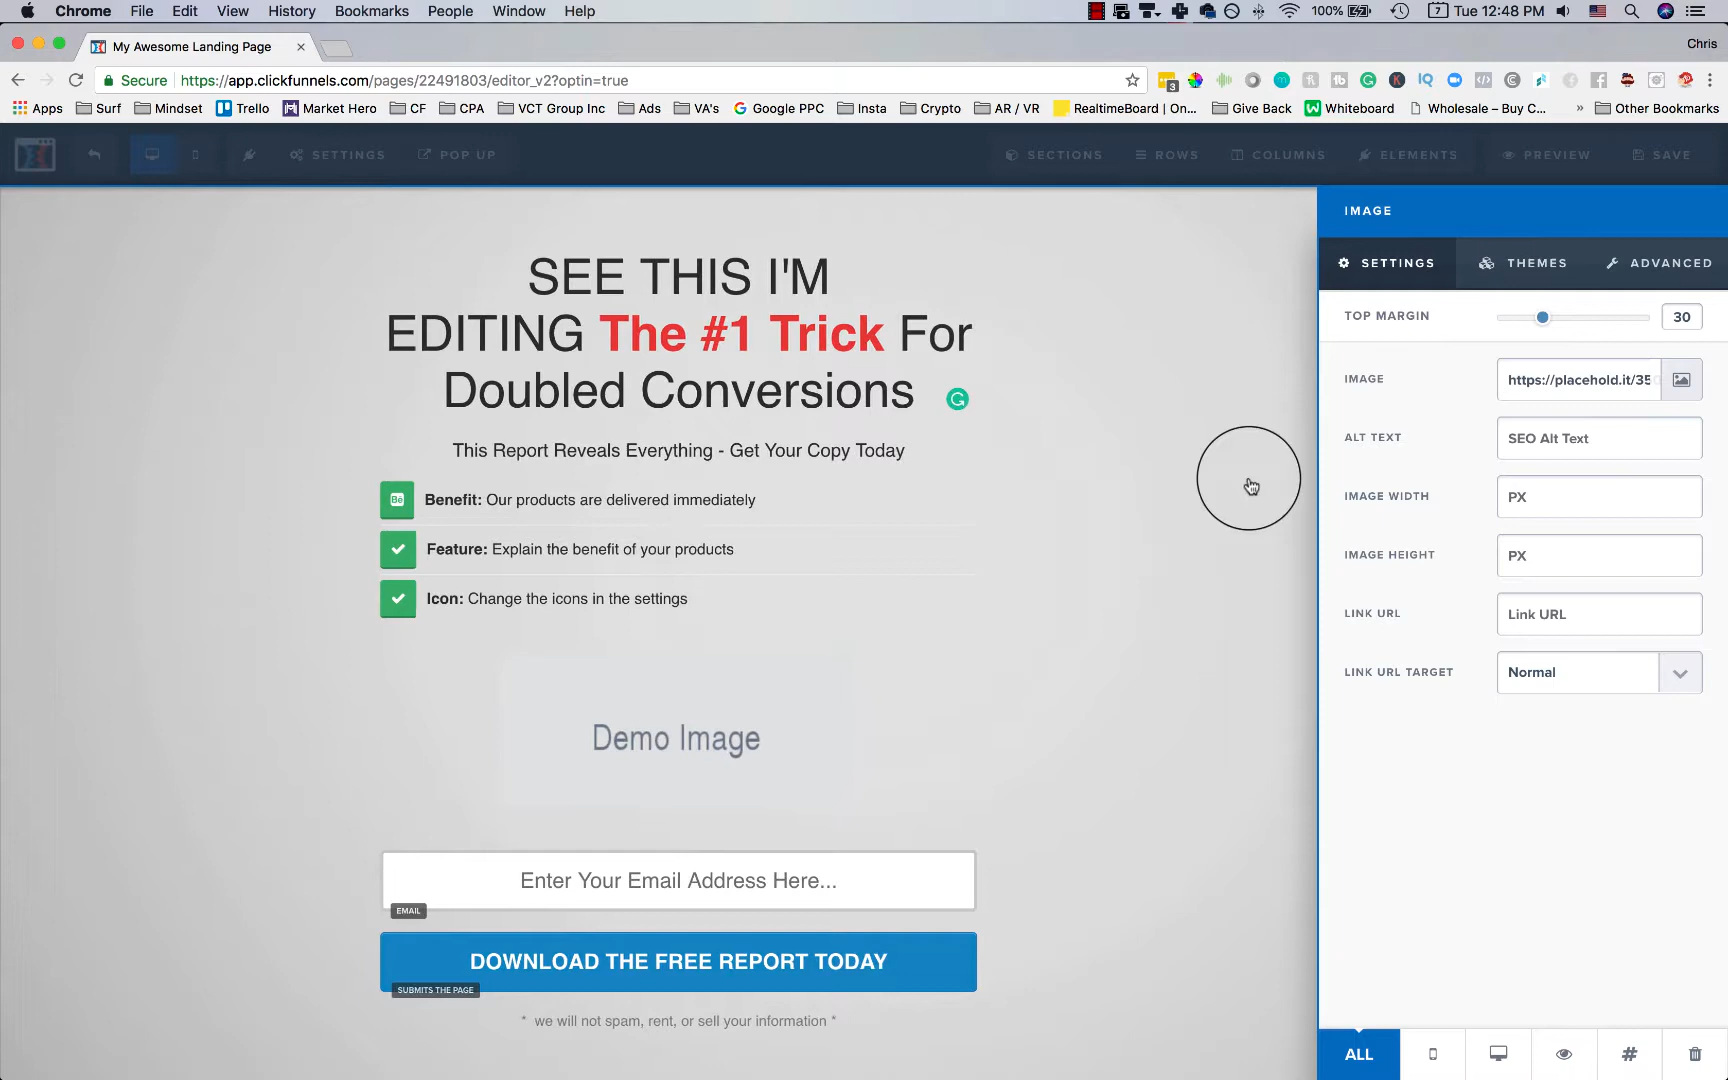 Chrome File Edit View History Bookmarks People Window Help 100% 7 Tue 12:48 PM
My Awesome Landing Page Chris
Secure https://app.clickfunnels.com/pages/22491803/editor_v2?optin=true 3
Apps Surf Mindset Trello Market Hero CF CPA VCT Group Inc Ads VA's Google PPC Insta Crypto AR / VR RealtimeBoard | On... Give Back Whiteboard Wholesale – Buy C... » Other Bookmarks
SETTINGS POP UP SECTIONS ROWS COLUMNS ELEMENTS PREVIEW SAVE
SEE THIS I'M
EDITING The #1 Trick For
Doubled Conversions
This Report Reveals Everything - Get Your Copy Today
Bē Benefit: Our products are delivered immediately
Feature: Explain the benefit of your products
Icon: Change the icons in the settings
Demo Image
Enter Your Email Address Here...
EMAIL
DOWNLOAD THE FREE REPORT TODAY
SUBMITS THE PAGE
* we will not spam, rent, or sell your information *
IMAGE
SETTINGS THEMES ADVANCED
TOP MARGIN 30
IMAGE https://placehold.it/35
ALT TEXT SEO Alt Text
IMAGE WIDTH PX
IMAGE HEIGHT PX
LINK URL Link URL
LINK URL TARGET Normal
ALL #